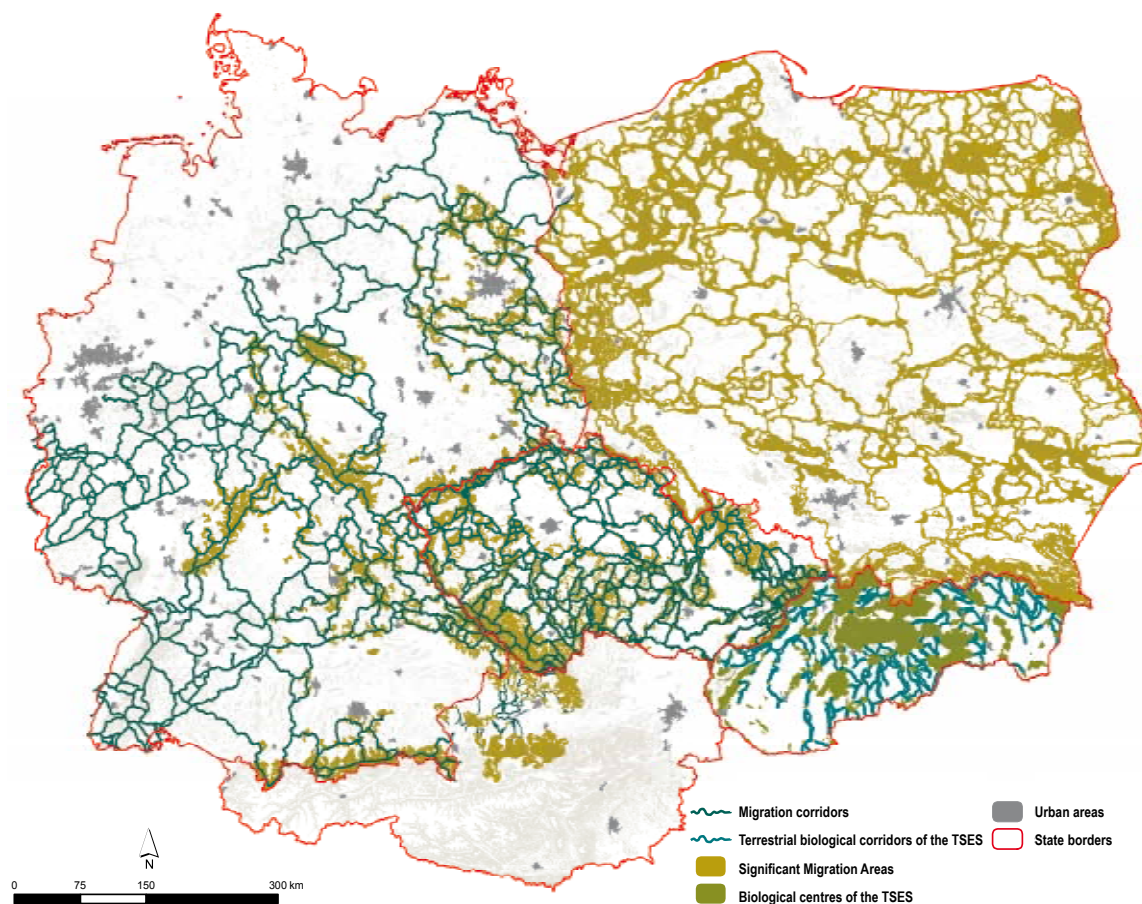 Migration corridors
Urban areas
Terrestrial biological corridors of the TSES
State borders
Significant Migration Areas
Biological centres of the TSES
N
0 75 150 300 km